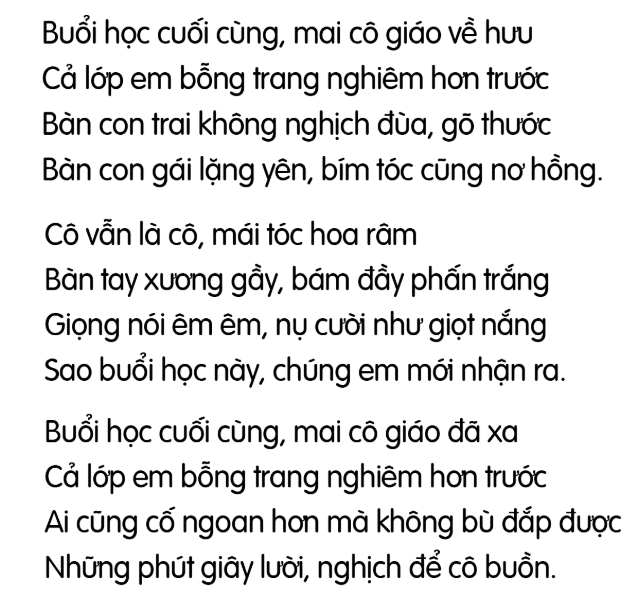 Buổi học cuối cùng, mai cô giáo về hưu
Cả lớp em bỗng trang nghiêm hơn trước
Bàn con trai không nghịch đùa, gõ thước
Bàn con gái lặng yên, bím tóc cũng nơ hồng.
Cô vẫn là cô, mái tóc hoa râm
Bàn tay xương gầy, bám đầy phấn trắng
Giọng nói êm êm, nụ cười như giọt nắng
Sao buổi học này, chúng em mới nhận ra.
Buổi học cuối cùng, mai cô giáo đã xa
Cả lớp em bỗng trang nghiêm hơn trước
Ai cũng cố ngoan hơn mà không bù đắp được
Những phút giây lười, nghịch để cô buồn.